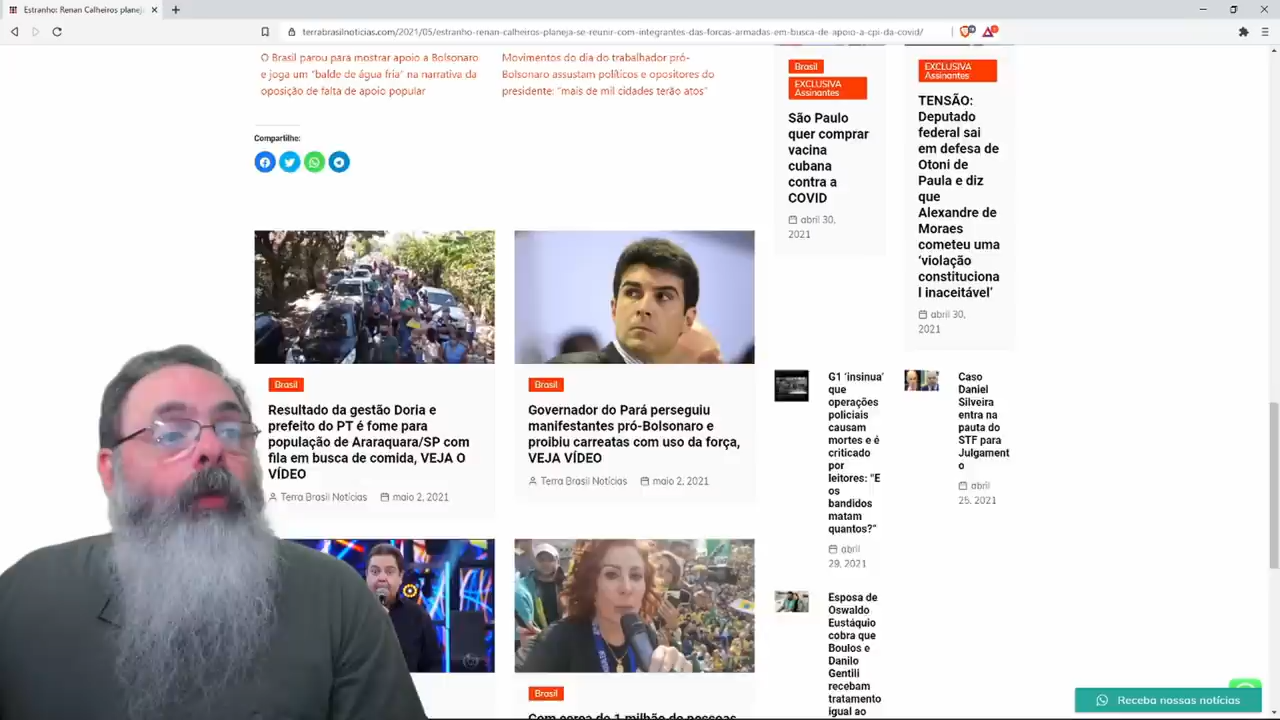 Estranho: Renan Calheiros planej
terrabrasilnoticias.com/2021/05/estranho-renan-calheiros-planeja-se-reunir-com-integrantes-das-forcas-armadas-em-busca-de-apoio-a-cpi-da-covid/
O Brasil parou para mostrar apoio a Bolsonaro
e joga um “balde de água fria” na narrativa da
oposição de falta de apoio popular
Movimentos do dia do trabalhador pró-
Bolsonaro assustam políticos e opositores do
presidente: “mais de mil cidades terão atos”
Compartilhe:
Brasil
EXCLUSIVA
Assinantes
São Paulo
quer comprar
vacina
cubana
contra a
COVID
abril 30,
2021
EXCLUSIVA
Assinantes
TENSÃO:
Deputado
federal sai
em defesa de
Otoni de
Paula e diz
que
Alexandre de
Moraes
cometeu uma
‘violação
constituciona
l inaceitável’
abril 30,
2021
Brasil
Resultado da gestão Doria e
prefeito do PT é fome para
população de Araraquara/SP com
fila em busca de comida, VEJA O
VÍDEO
Terra Brasil Notícias maio 2, 2021
Brasil
Governador do Pará perseguiu
manifestantes pró-Bolsonaro e
proibiu carreatas com uso da força,
VEJA VÍDEO
Terra Brasil Notícias maio 2, 2021
G1 ‘insinua’
que
operações
policiais
causam
mortes e é
criticado
por
leitores: "E
os
bandidos
matam
quantos?"
abril
29, 2021
Caso
Daniel
Silveira
entra na
pauta do
STF para
Julgament
o
abril
25, 2021
Esposa de
Oswaldo
Eustáquio
cobra que
Boulos e
Danilo
Gentili
recebam
tratamento
igual ao
Brasil
Com cerca de 1 milhão de pessoas
Receba nossas notícias